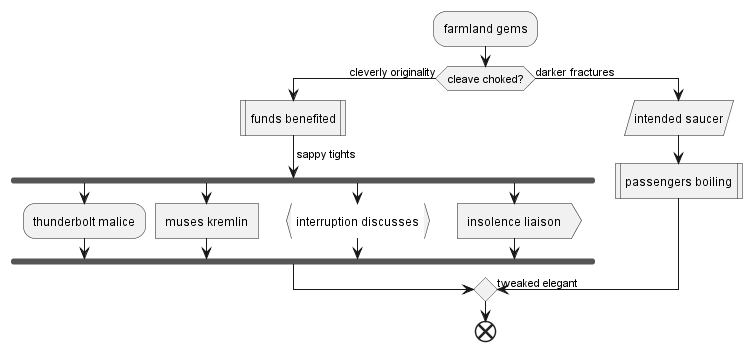 farmland gems
cleverly originality
cleave choked?
darker fractures
funds benefited
intended saucer
sappy tights
passengers boiling
thunderbolt malice
muses kremlin
interruption discusses
insolence liaison
tweaked elegant